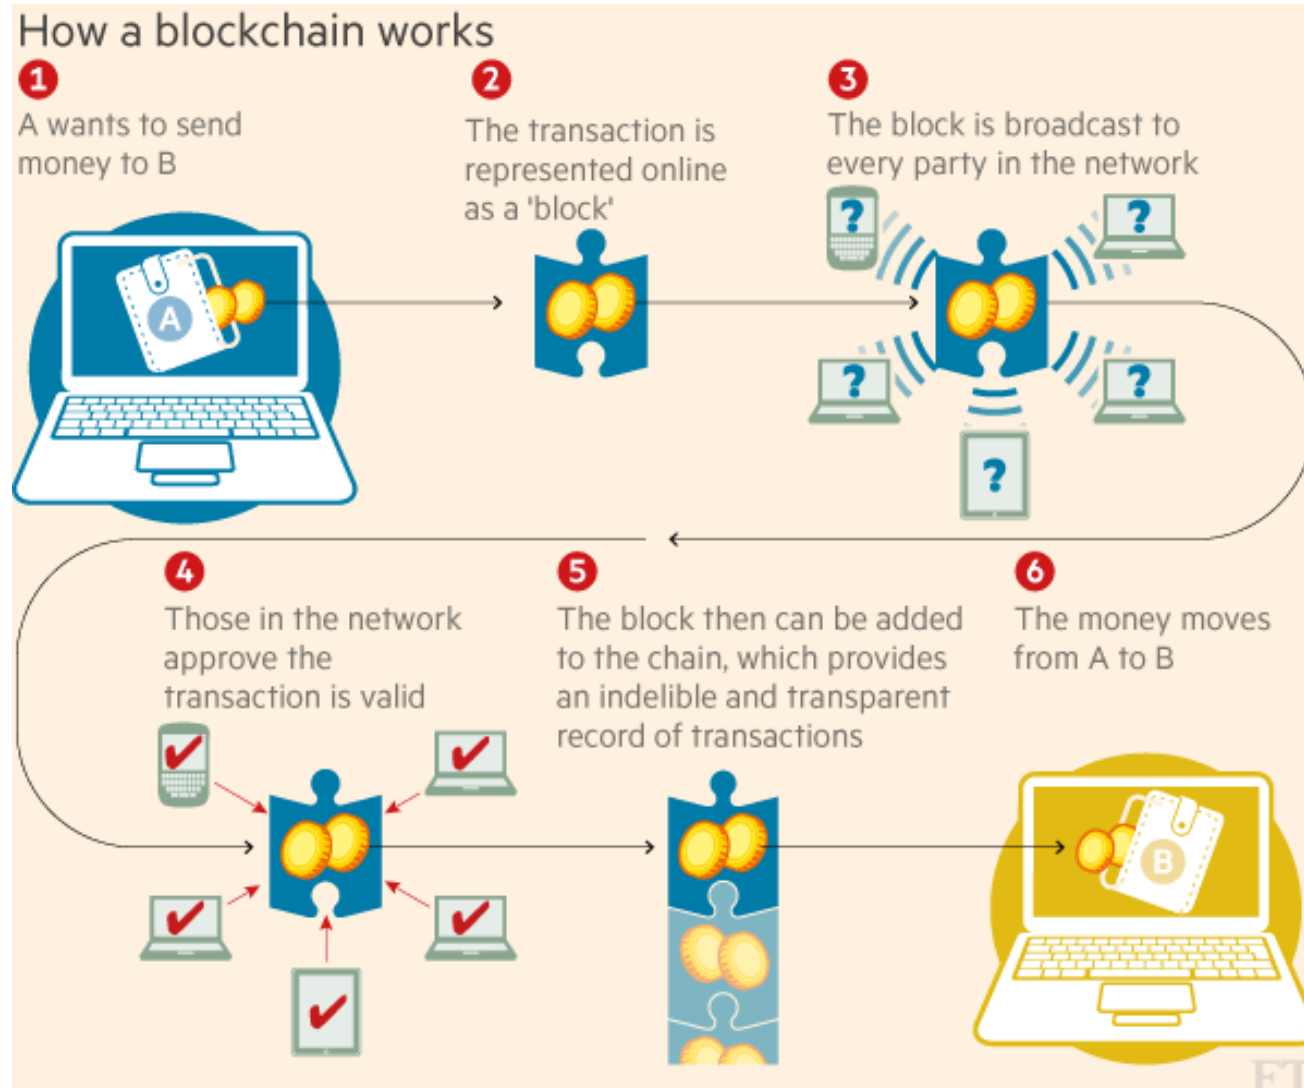 How a blockchain works
1
A wants to send
money to B
2
The transaction is
represented online
as a 'block'
3
The block is broadcast to
every party in the network
A
?
?
?
?
?
4
Those in the network
approve the
transaction is valid
5
The block then can be added
to the chain, which provides
an indelible and transparent
record of transactions
6
The money moves
from A to B
B
FT